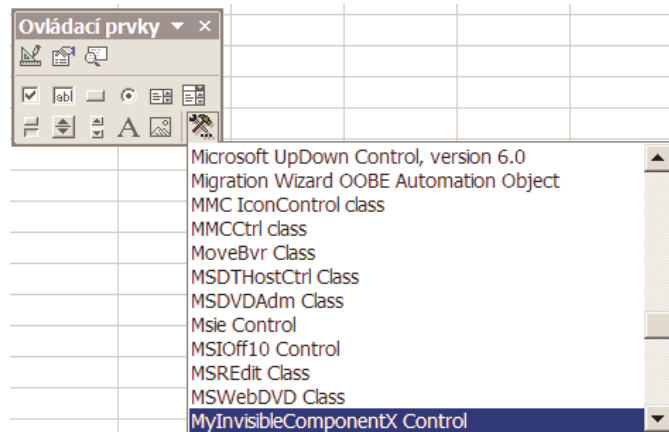 Ovládací prvky
abl
A
Microsoft UpDown Control, version 6.0
Migration Wizard OOBE Automation Object
MMC IconControl class
MMCCtrl class
MoveBvr Class
MSDTHostCtrl Class
MSDVDAdm Class
Msie Control
MSIOff10 Control
MSREdit Class
MSWebDVD Class
MyInvisibleComponentX Control